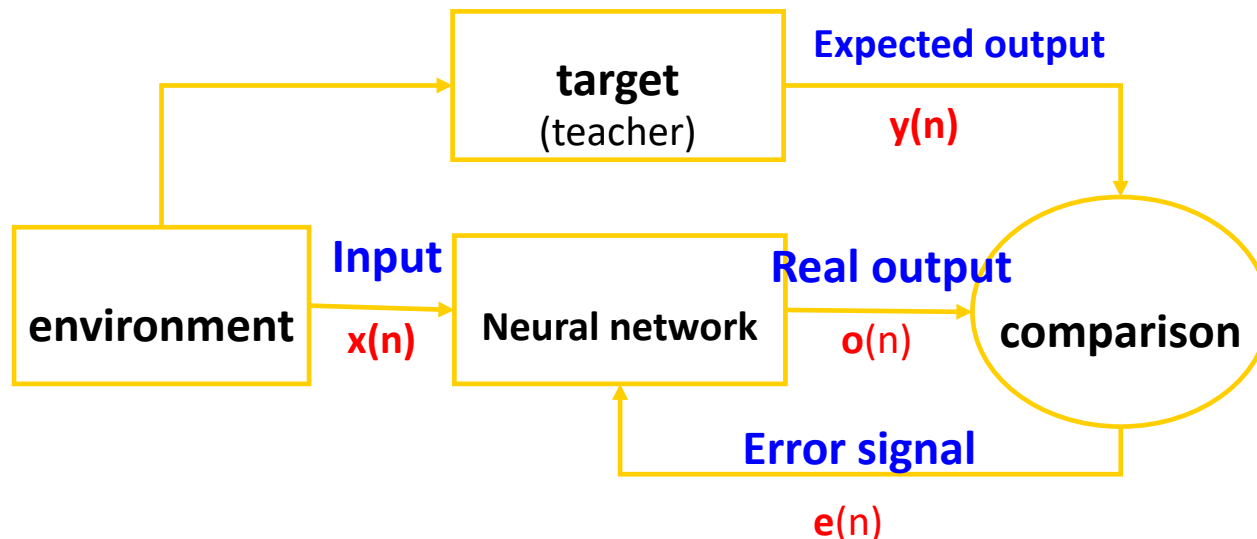 target
(teacher)
Expected output
y(n)
environment
Input
x(n)
Neural network
Real output
o(n)
comparison
Error signal
e(n)